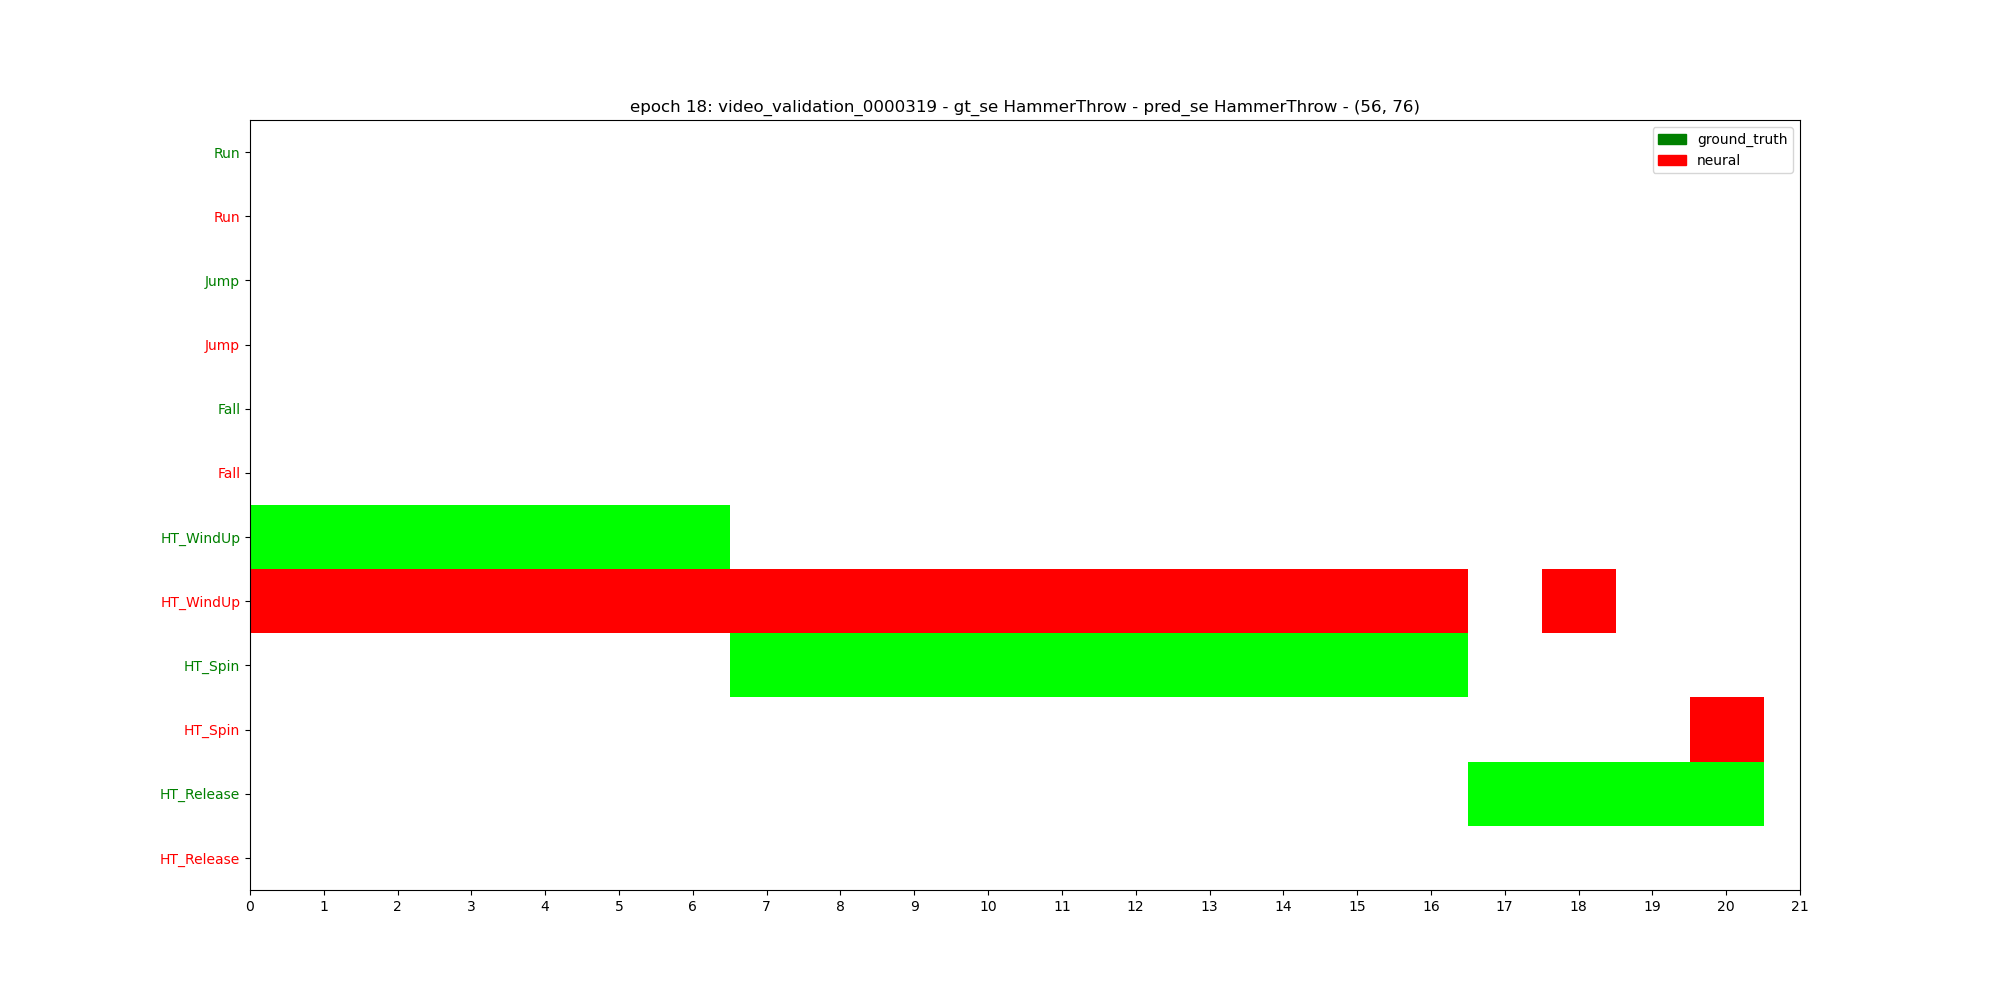 epoch 18: video_validation_0000319 - gt_se HammerThrow - pred_se HammerThrow - (56, 76)
ground_truth
neural
Run
Run
Jump
Jump
Fall
Fall
HT_WindUp
HT_WindUp
HT_Spin
HT_Spin
HT_Release
HT_Release
0 1 2 3 4 5 6 7 8 9 10 11 12 13 14 15 16 17 18 19 20 21